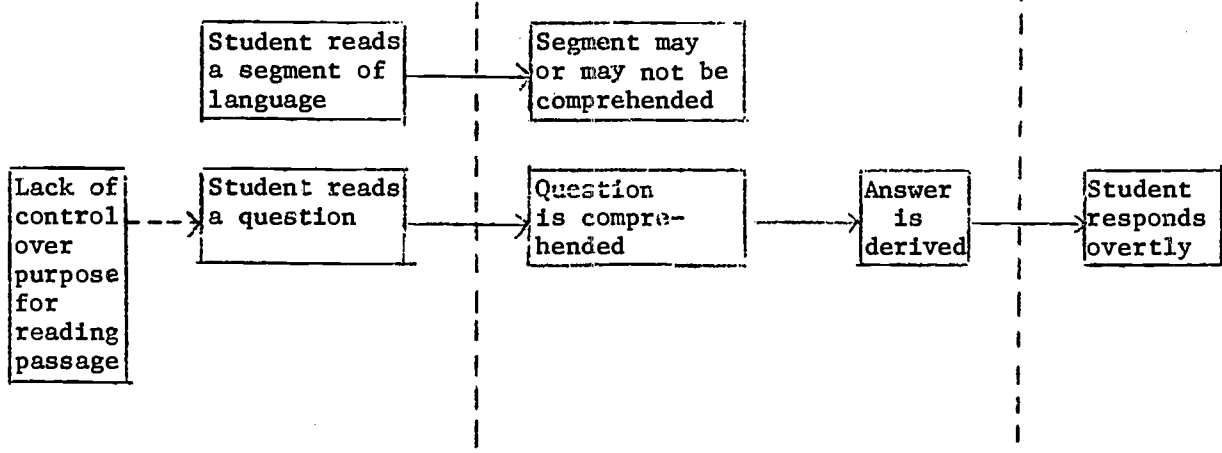 Student reads
a segment of
language
Segment may
or may not be
comprehended
Lack of
control
over
purpose
for
reading
passage
Student reads
a question
Question
is compre-
hended
Answer
is
derived
Student
responds
overtly